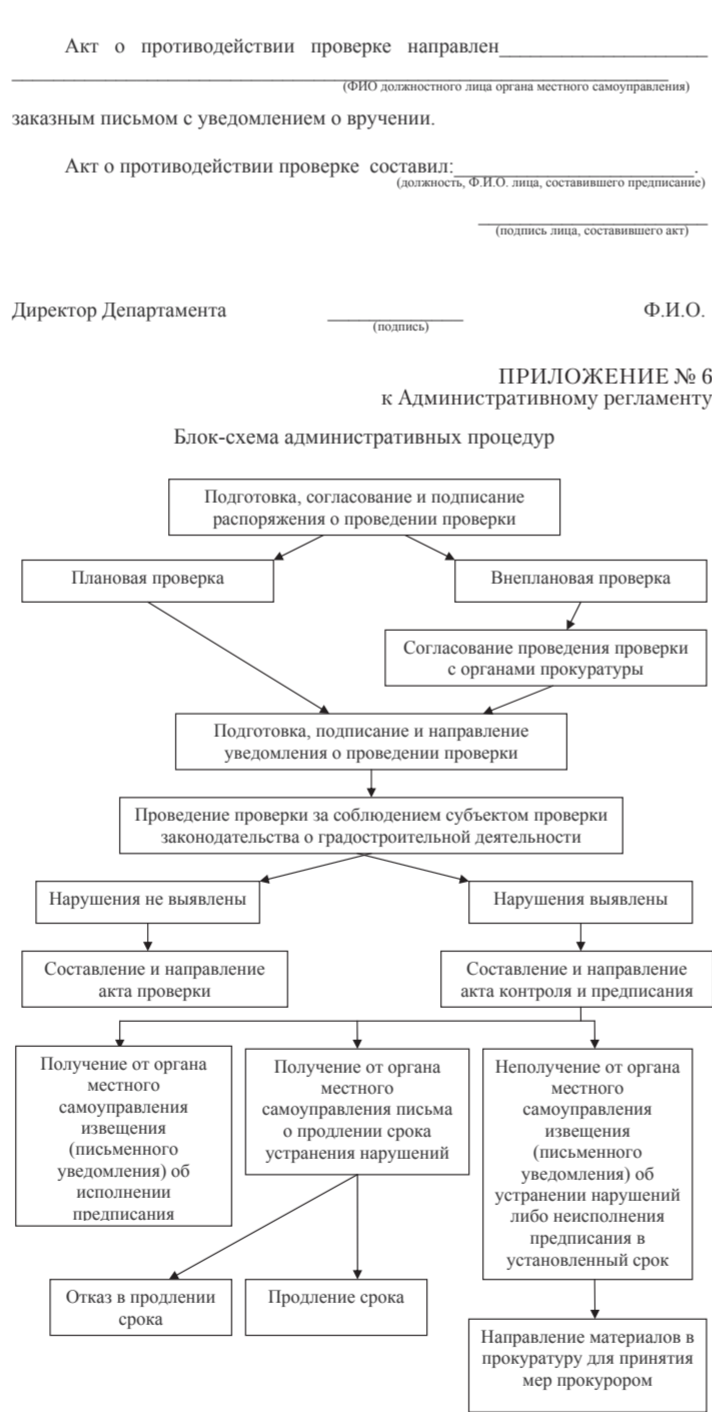 Акт о противодействии проверке направлен____________________
_______________________________________________________________
(ФИО должностного лица органа местного самоуправления)
заказным письмом с уведомлением о вручении.
Акт о противодействии проверке составил:_______________________.
(должность, Ф.И.О. лица, составившего предписание)
______________________
(подпись лица, составившего акт)
Директор Департамента _____________ Ф.И.О.
(подпись)
ПРИЛОЖЕНИЕ № 6
к Административному регламенту
Блок-схема административных процедур
Подготовка, согласование и подписание
распоряжения о проведении проверки
Плановая проверка
Внеплановая проверка
Согласование проведения проверки
с органами прокуратуры
Подготовка, подписание и направление
уведомления о проведении проверки
Проведение проверки за соблюдением субъектом проверки
законодательства о градостроительной деятельности
Нарушения не выявлены
Нарушения выявлены
Составление и направление
акта проверки
Составление и направление
акта контроля и предписания
Получение от органа
местного
самоуправления
извещения
(письменного
уведомления) об
исполнении
предписания
Получение от органа
местного
самоуправления письма
о продлении срока
устранения нарушений
Неполучение от органа
местного
самоуправления
извещения
(письменного
уведомления) об
устранении нарушений
либо неисполнения
предписания в
установленный срок
Отказ в продлении
срока
Продление срока
Направление материалов в
прокуратуру для принятия
мер прокурором